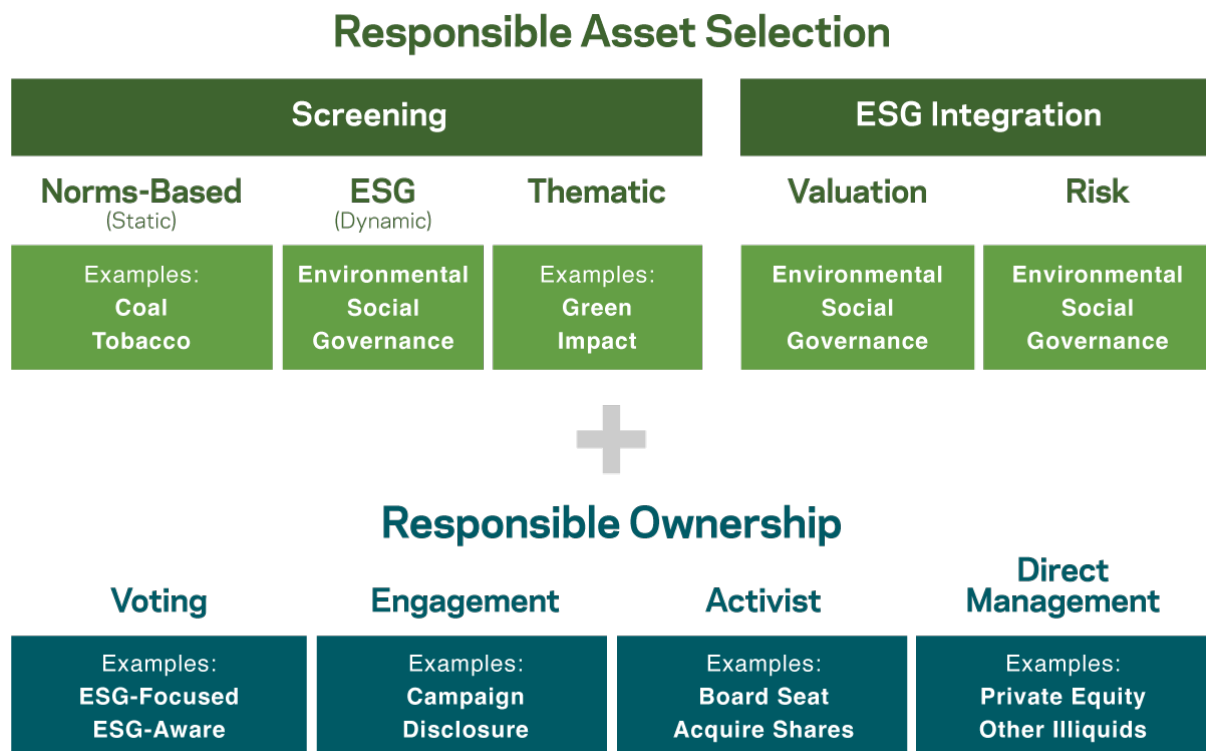 Responsible Asset Selection
Screening
ESG Integration
Norms-Based
(Static)
ESG
(Dynamic)
Thematic
Valuation
Risk
Examples:
Coal
Tobacco
Environmental
Social
Governance
Examples:
Green
Impact
Environmental
Social
Governance
Environmental
Social
Governance
+
Responsible Ownership
Voting
Engagement
Activist
Direct
Management
Examples:
ESG-Focused
ESG-Aware
Examples:
Campaign
Disclosure
Examples:
Board Seat
Acquire Shares
Examples:
Private Equity
Other Illiquids